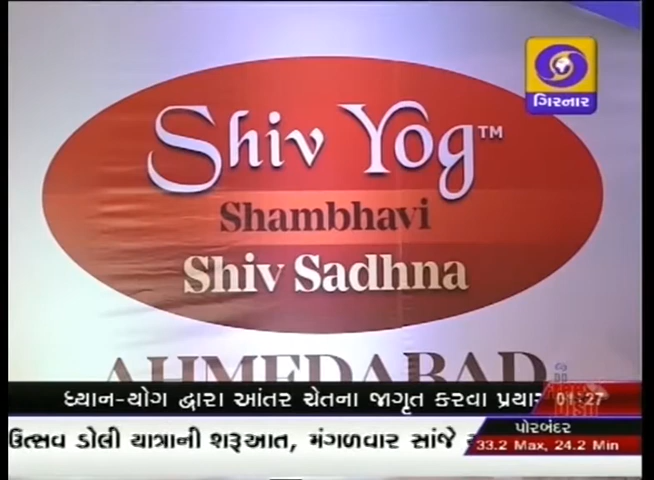 ગિરનાર
Shiv Yog™
Shambhavi
Shiv Sadhna
AHMEDABAD
ધ્યાન-યોગ દ્વારા આંતર ચેતના જાગૃત કરવા
01:27
ઉત્સવ ડોલી યાત્રાની શરૂઆત, મંગળવાર સાંજે
પોરબંદર
33.2 Max, 24.2 Min